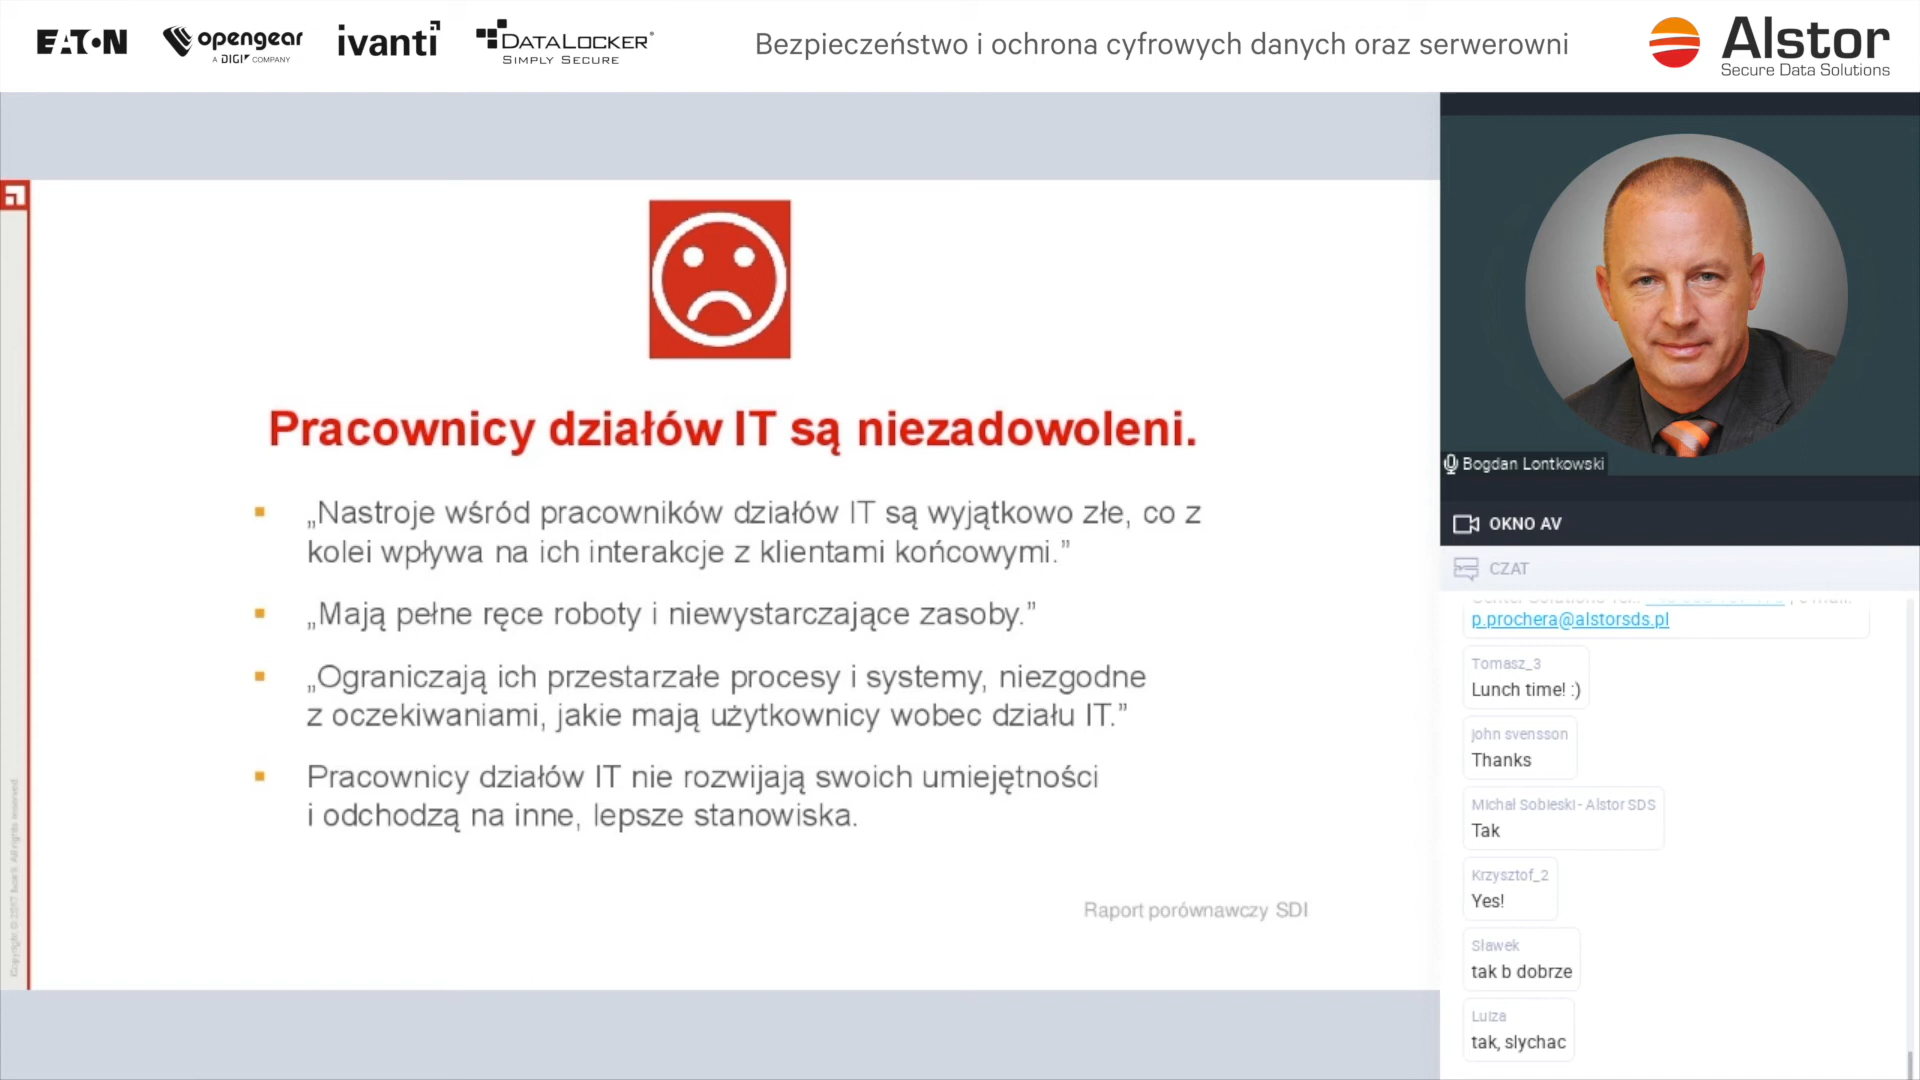 EATON
opengear
A DIGI COMPANY
ivanti
DATALOCKER
SIMPLY SECURE
Bezpieczeństwo i ochrona cyfrowych danych oraz serwerowni
Alstor
Secure Data Solutions
Pracownicy działów IT są niezadowoleni.
„Nastroje wśród pracowników działów IT są wyjątkowo złe, co z
kolei wpływa na ich interakcje z klientami końcowymi.”
„Mają pełne ręce roboty i niewystarczające zasoby.”
„Ograniczają ich przestarzałe procesy i systemy, niezgodne
z oczekiwaniami, jakie mają użytkownicy wobec działu IT.”
Pracownicy działów IT nie rozwijają swoich umiejętności
i odchodzą na inne, lepsze stanowiska.
Raport porównawczy SDI
Bogdan Lontkowski
OKNO AV
CZAT
p.prochera@alstorsds.pl
Tomasz_3
Lunch time! :)
john svensson
Thanks
Michał Sobieski - Alstor SDS
Tak
Krzysztof_2
Yes!
Sławek
tak b dobrze
Luiza
tak, slychac